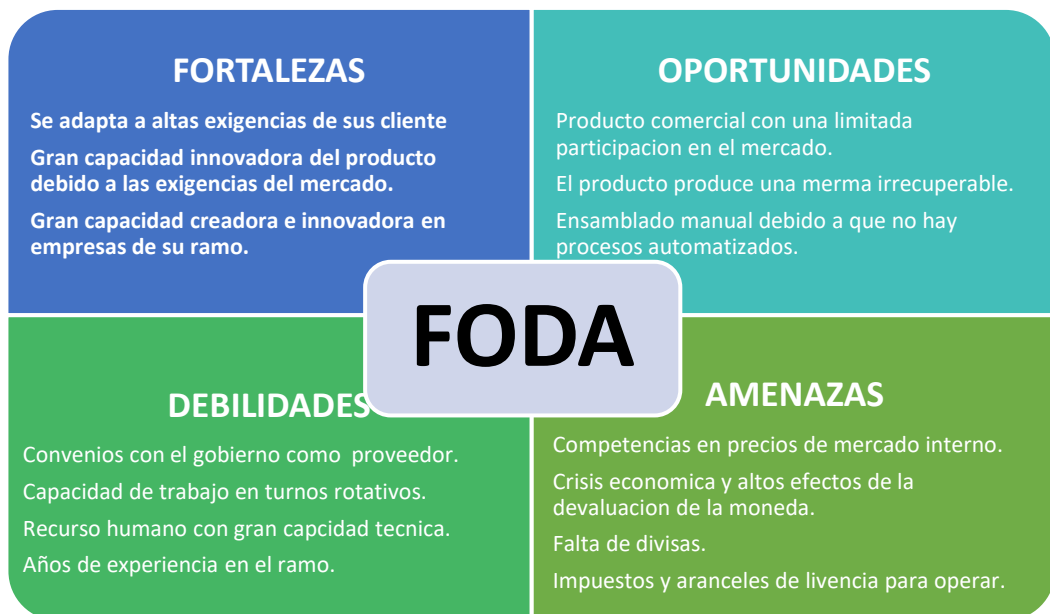 FORTALEZAS
Se adapta a altas exigencias de sus cliente
Gran capacidad innovadora del producto
debido a las exigencias del mercado.
Gran capacidad creadora e innovadora en
empresas de su ramo.
OPORTUNIDADES
Producto comercial con una limitada
participacion en el mercado.
El producto produce una merma irrecuperable.
Ensamblado manual debido a que no hay
procesos automatizados.
FODA
DEBILIDADES
Convenios con el gobierno como  proveedor.
Capacidad de trabajo en turnos rotativos.
Recurso humano con gran capcidad tecnica.
Años de experiencia en el ramo.
AMENAZAS
Competencias en precios de mercado interno.
Crisis economica y altos efectos de la
devaluacion de la moneda.
Falta de divisas.
Impuestos y aranceles de livencia para operar.